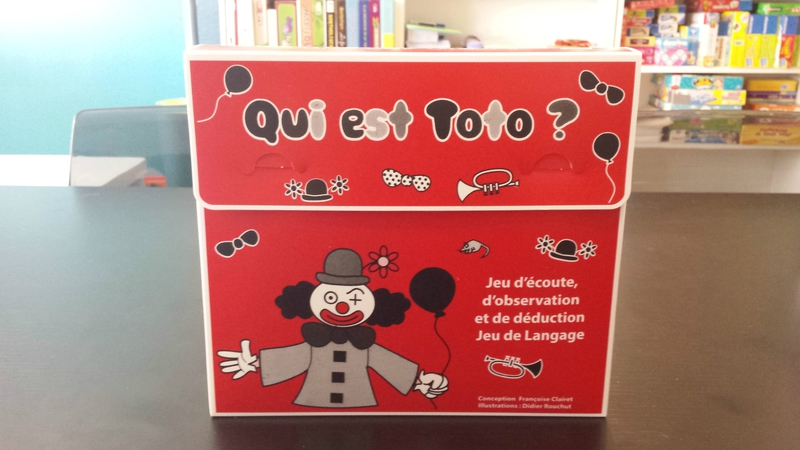 Qui est Toto ?
Jeu d'écoute,
d'observation
et de déduction
Jeu de Langage
Conception Françoise Clairet
Illustrations : Didier Rouchut